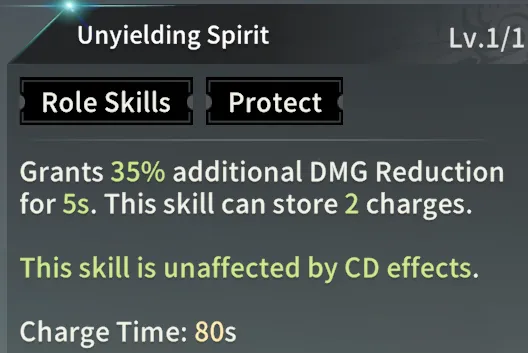 Unyielding Spirit
Lv.1/1
Role Skills
Protect
Grants 35% additional DMG Reduction
for 5s. This skill can store 2 charges.
This skill is unaffected by CD effects.
Charge Time: 80s